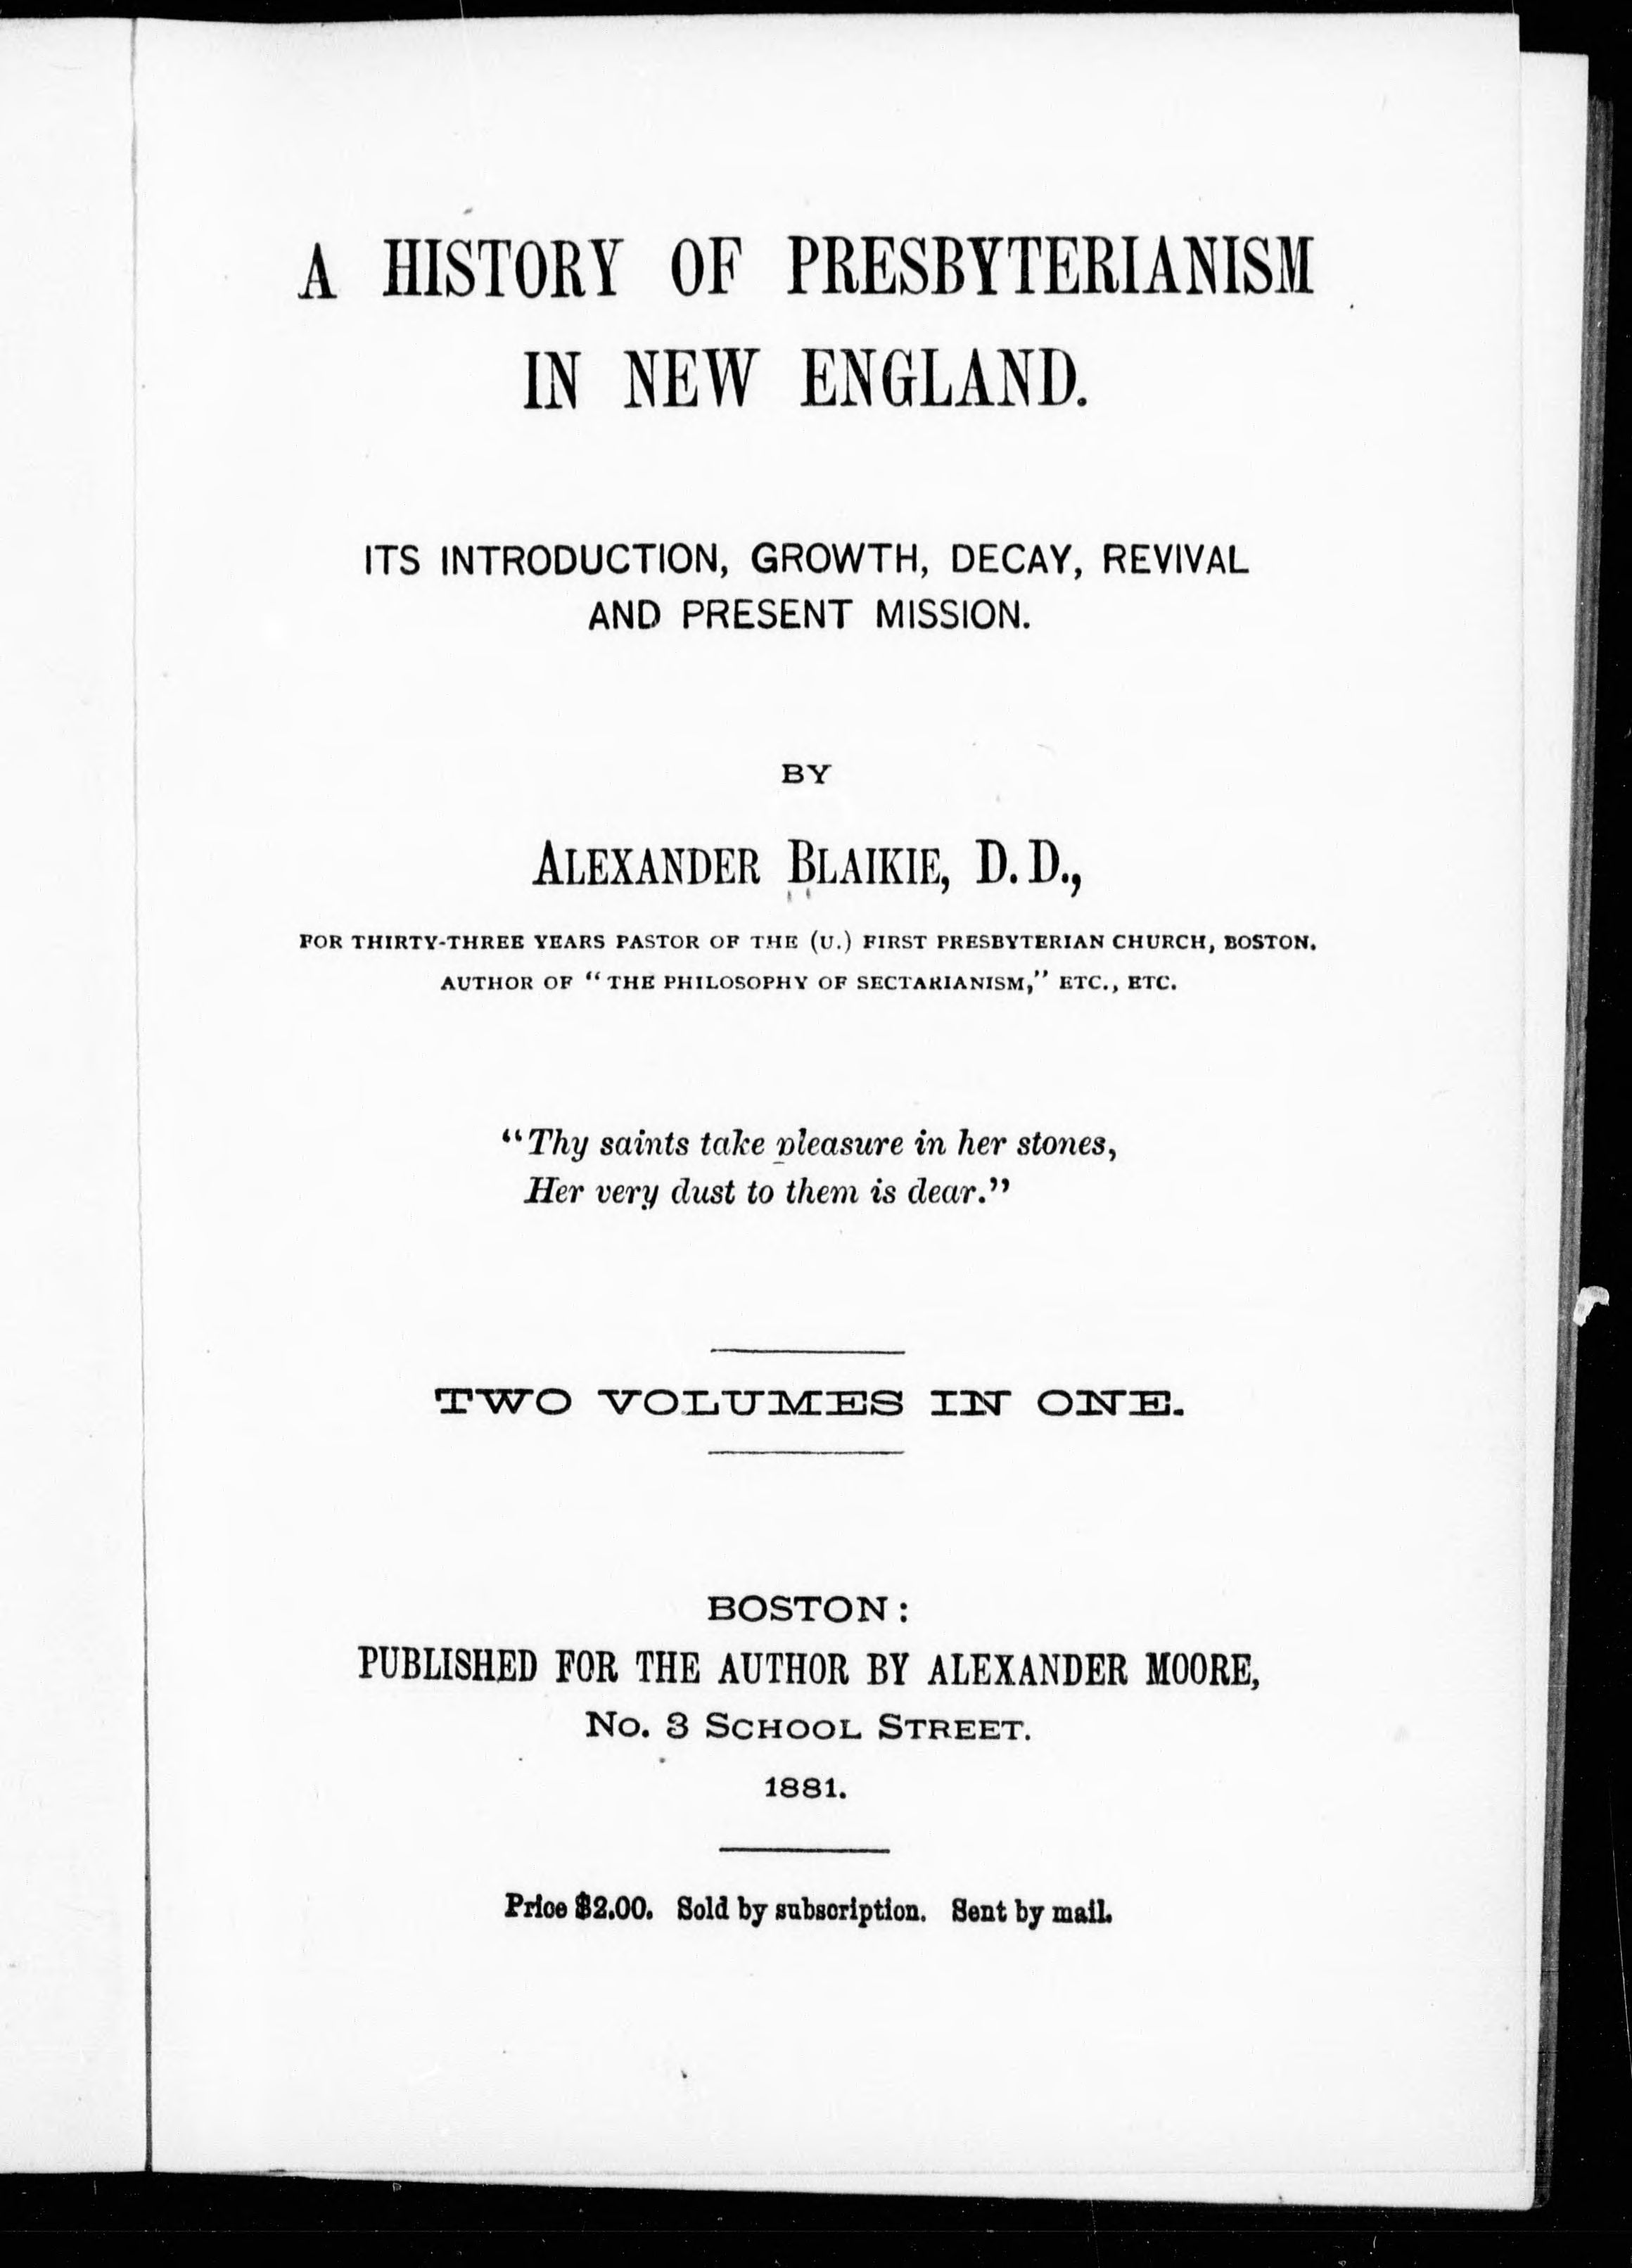 A HISTORY OF PRESBYTERIANISM
IN NEW ENGLAND.
ITS INTRODUCTION, GROWTH, DECAY, REVIVAL
AND PRESENT MISSION.
BY
ALEXANDER BLAIKIE, D. D.,
FOR THIRTY-THREE YEARS PASTOR OF THE (U.) FIRST PRESBYTERIAN CHURCH, BOSTON.
AUTHOR OF "THE PHILOSOPHY OF SECTARIANISM," ETC., ETC.
"Thy saints take pleasure in her stones,
Her very dust to them is dear."
TWO VOLUMES IN ONE.
BOSTON:
PUBLISHED FOR THE AUTHOR BY ALEXANDER MOORE,
No. 3 SCHOOL STREET.
1881.
Price $2.00. Sold by subscription. Sent by mail.